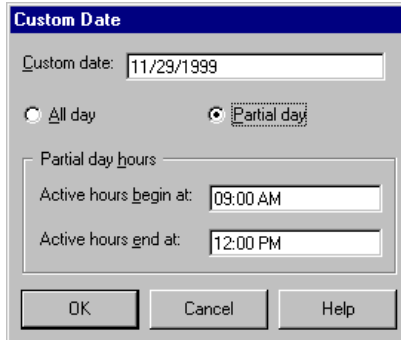 Custom Date
Custom date: 11/29/1999
All day Partial day
Partial day hours
Active hours begin at: 09:00 AM
Active hours end at: 12:00 PM
OK Cancel Help